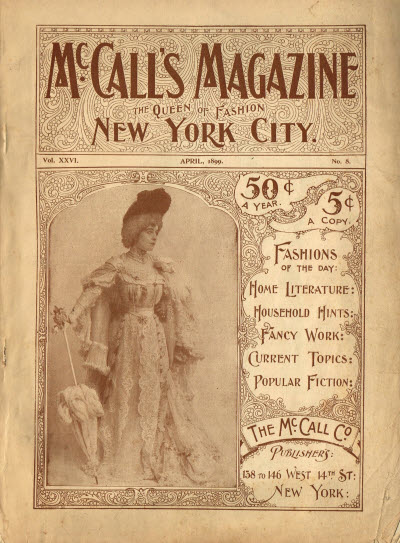 McCALL'S MAGAZINE
THE QUEEN OF FASHION
NEW YORK CITY.
Vol. XXVI.
APRIL, 1899.
No. 8.
50¢
A YEAR.
5¢
A COPY.
FASHIONS
OF THE DAY:
HOME LITERATURE:
HOUSEHOLD HINTS:
FANCY WORK:
CURRENT TOPICS:
POPULAR FICTION:
THE McCALL Co.
PUBLISHERS:
138 TO 146 WEST 14TH ST:
NEW YORK: